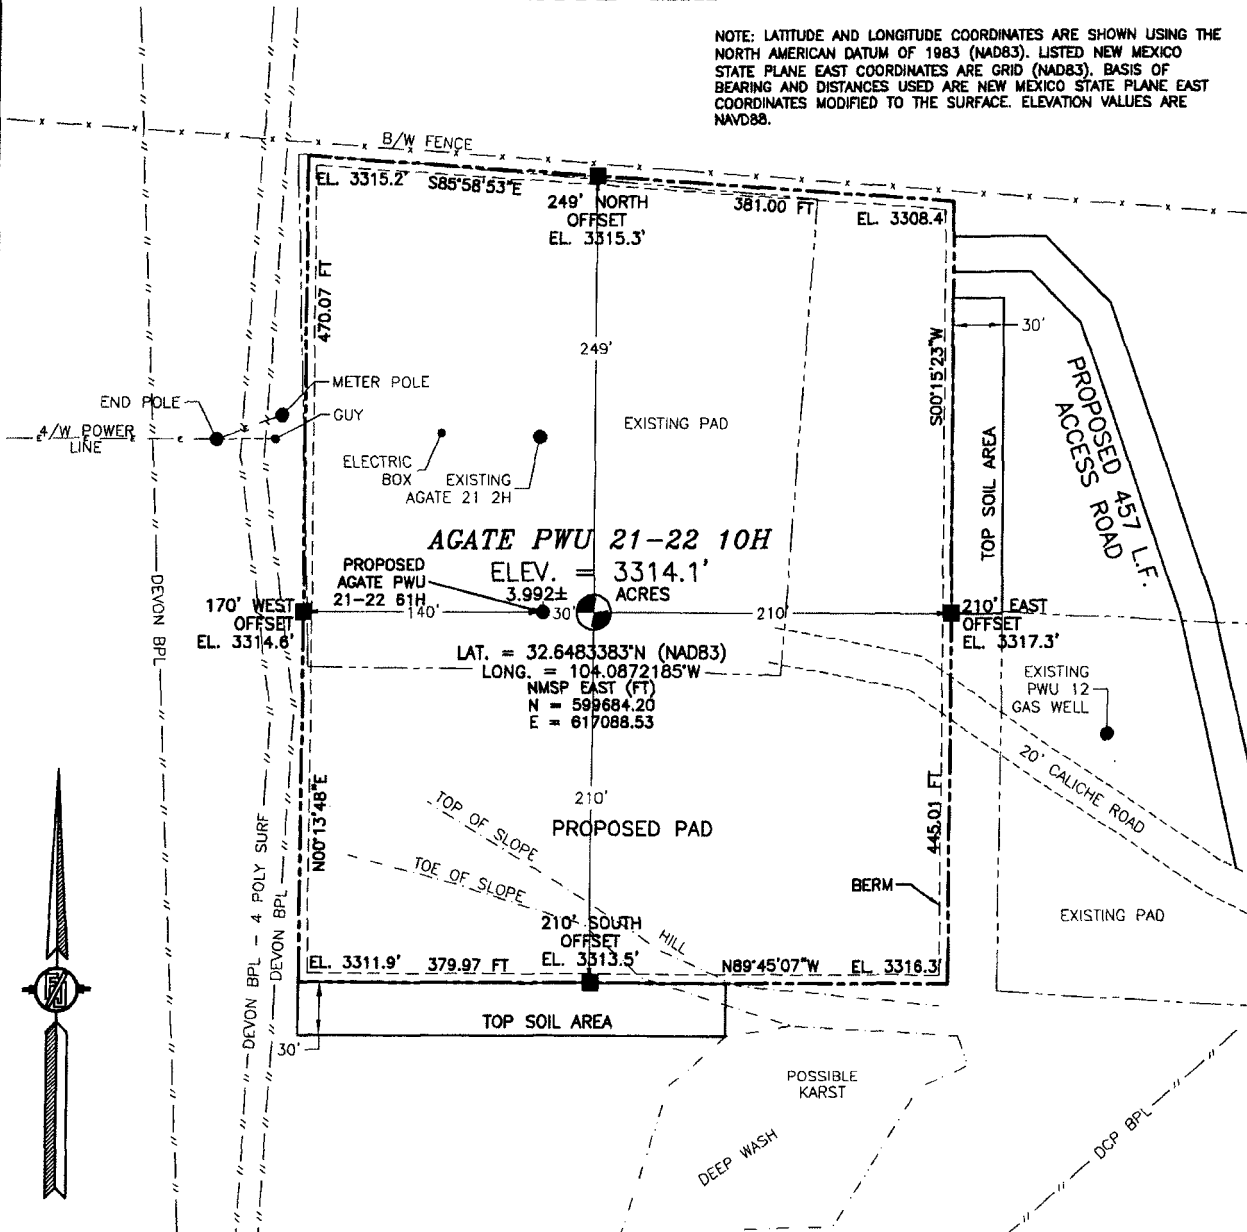 NOTE: LATITUDE AND LONGITUDE COORDINATES ARE SHOWN USING THE
NORTH AMERICAN DATUM OF 1983 (NAD83). LISTED NEW MEXICO
STATE PLANE EAST COORDINATES ARE GRID (NAD83). BASIS OF
BEARING AND DISTANCES USED ARE NEW MEXICO STATE PLANE EAST
COORDINATES MODIFIED TO THE SURFACE. ELEVATION VALUES ARE
NAVD88.
B/W FENCE
EL. 3315.2'
S85°58'53"E
249' NORTH
OFFSET
EL. 3315.3'
381.00 FT
EL. 3308.4'
470.07 FT
249'
S00°15'23"W
30'
PROPOSED 457 L.F.
ACCESS ROAD
TOP SOIL AREA
METER POLE
END POLE
GUY
4/W POWER
LINE
ELECTRIC
BOX
EXISTING
AGATE 21 2H
EXISTING PAD
AGATE PWU 21-22 10H
ELEV. = 3314.1'
3.992± ACRES
PROPOSED
AGATE PWU
21-22 61H
170' WEST
OFFSET
EL. 3314.6'
140'
30'
210'
210' EAST
OFFSET
EL. 3317.3'
LAT. = 32.6483383°N (NAD83)
LONG. = 104.0872185°W
NMSP EAST (FT)
N = 599684.20
E = 617088.53
EXISTING
PWU 12
GAS WELL
20' CALICHE ROAD
DEVON BPL
DEVON BPL - 4 POLY SURF
DEVON BPL
N00°13'48"E
TOP OF SLOPE
TOE OF SLOPE
210'
PROPOSED PAD
445.01 FT
BERM
EXISTING PAD
210' SOUTH
OFFSET
EL. 3313.5'
HILL
EL. 3311.9'
379.97 FT
N89°45'07"W
EL. 3316.3'
TOP SOIL AREA
30'
POSSIBLE
KARST
DEEP WASH
DCP BPL